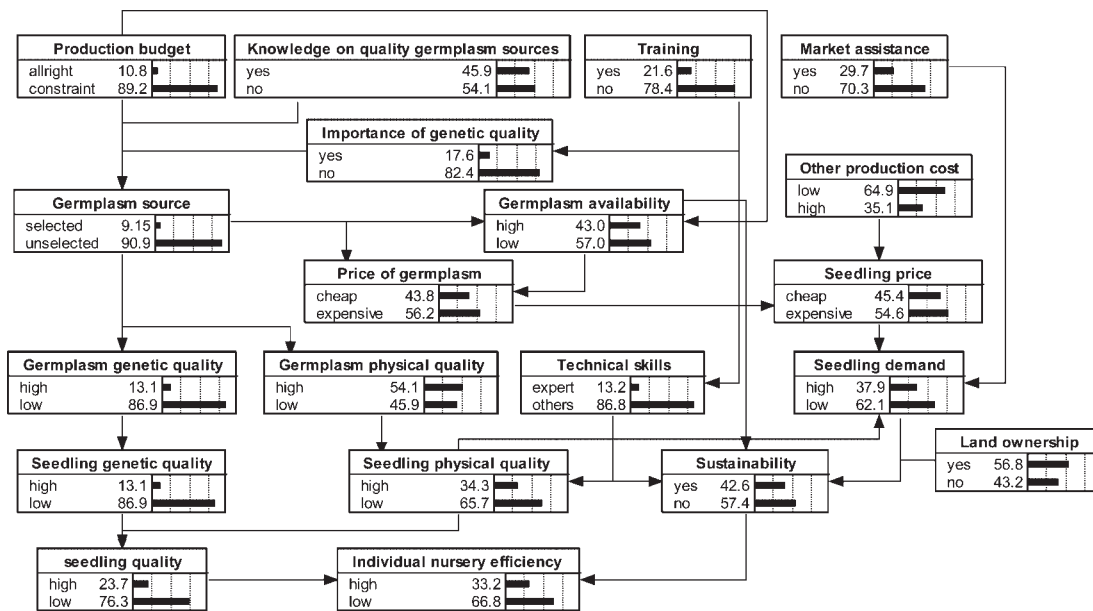 Production budget
allright 10.8
constraint 89.2
Knowledge on quality germplasm sources
yes 45.9
no 54.1
Training
yes 21.6
no 78.4
Market assistance
yes 29.7
no 70.3
Importance of genetic quality
yes 17.6
no 82.4
Other production cost
low 64.9
high 35.1
Germplasm source
selected 9.15
unselected 90.9
Germplasm availability
high 43.0
low 57.0
Price of germplasm
cheap 43.8
expensive 56.2
Seedling price
cheap 45.4
expensive 54.6
Germplasm genetic quality
high 13.1
low 86.9
Germplasm physical quality
high 54.1
low 45.9
Technical skills
expert 13.2
others 86.8
Seedling demand
high 37.9
low 62.1
Land ownership
yes 56.8
no 43.2
Seedling genetic quality
high 13.1
low 86.9
Seedling physical quality
high 34.3
low 65.7
Sustainability
yes 42.6
no 57.4
seedling quality
high 23.7
low 76.3
Individual nursery efficiency
high 33.2
low 66.8